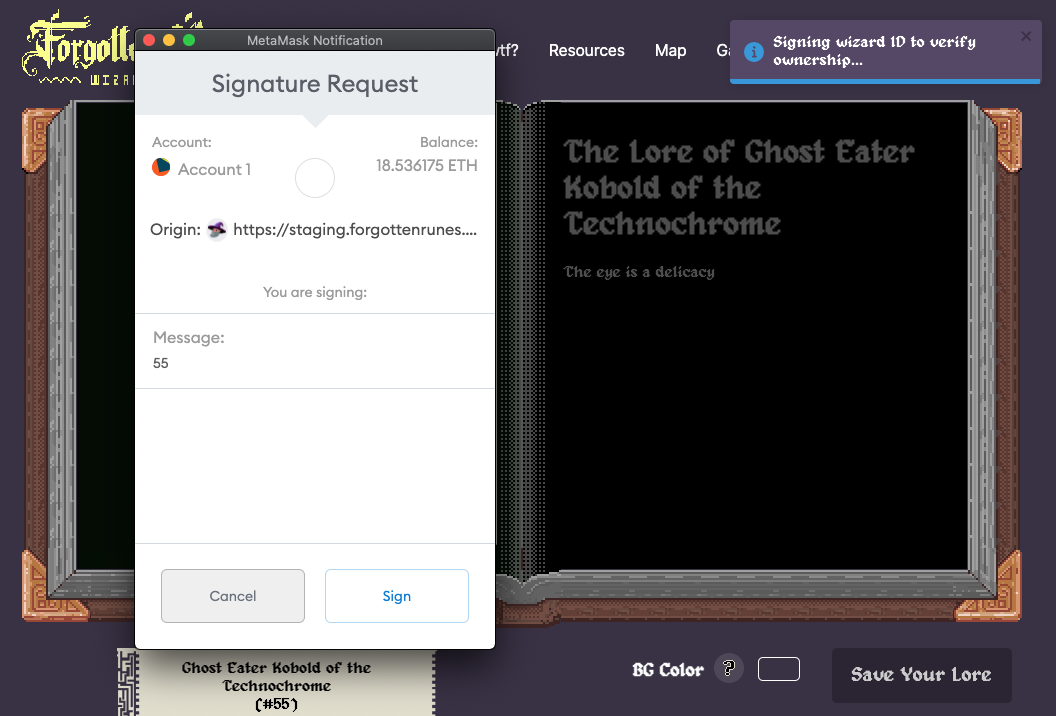 Forgotte
WIZAR
MetaMask Notification
Signature Request
Account:
Balance:
Account 1
18.536175 ETH
Origin: https://staging.forgottenrunes....
You are signing:
Message:
55
Cancel
Sign
wtf?
Resources
Map
Ga
Signing wizard ID to verify
ownership...
The Lore of Ghost Eater
Kobold of the
Technochrome
The eye is a delicacy
Ghost Eater Kobold of the
Technochrome
(#55)
BG Color
?
Save Your Lore